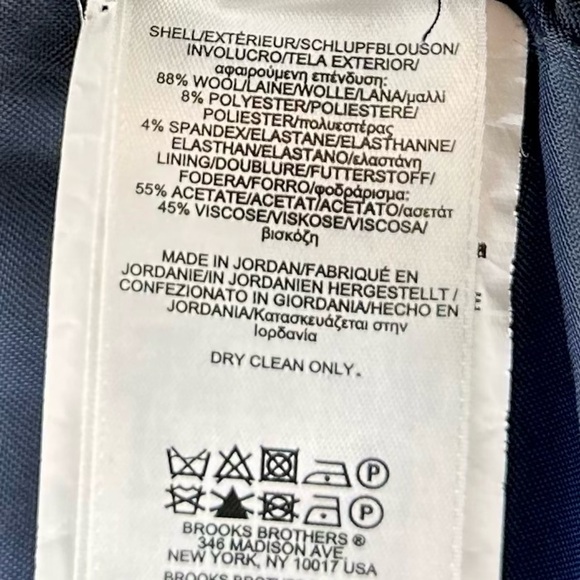 SHELL/EXTÉRIEUR/SCHLUPFBLOUSON/
INVOLUCRO/TELA EXTERIOR/
αφαιρούμενη επένδυση:
88% WOOL/LAINE/WOLLE/LANA/μαλλί
8% POLYESTER/POLIESTERE/
POLIESTER/πολυεστέρας
4% SPANDEX/ELASTANE/ELASTHANNE/
ELASTHAN/ELASTANO/ελαστάνη
LINING/DOUBLURE/FUTTERSTOFF/
FODERA/FORRO/φοδράρισμα:
55% ACETATE/ACETAT/ACETATO/ασετάτ
45% VISCOSE/VISKOSE/VISCOSA/
βισκόζη
MADE IN JORDAN/FABRIQUÉ EN
JORDANIE/IN JORDANIEN HERGESTELLT/
CONFEZIONATO IN GIORDANIA/HECHO EN
JORDANIA/Κατασκευάζεται στην
Ιορδανία
DRY CLEAN ONLY.
P
P
BROOKS BROTHERS ®
346 MADISON AVE
NEW YORK, NY 10017 USA
BROOKS BROTHERS